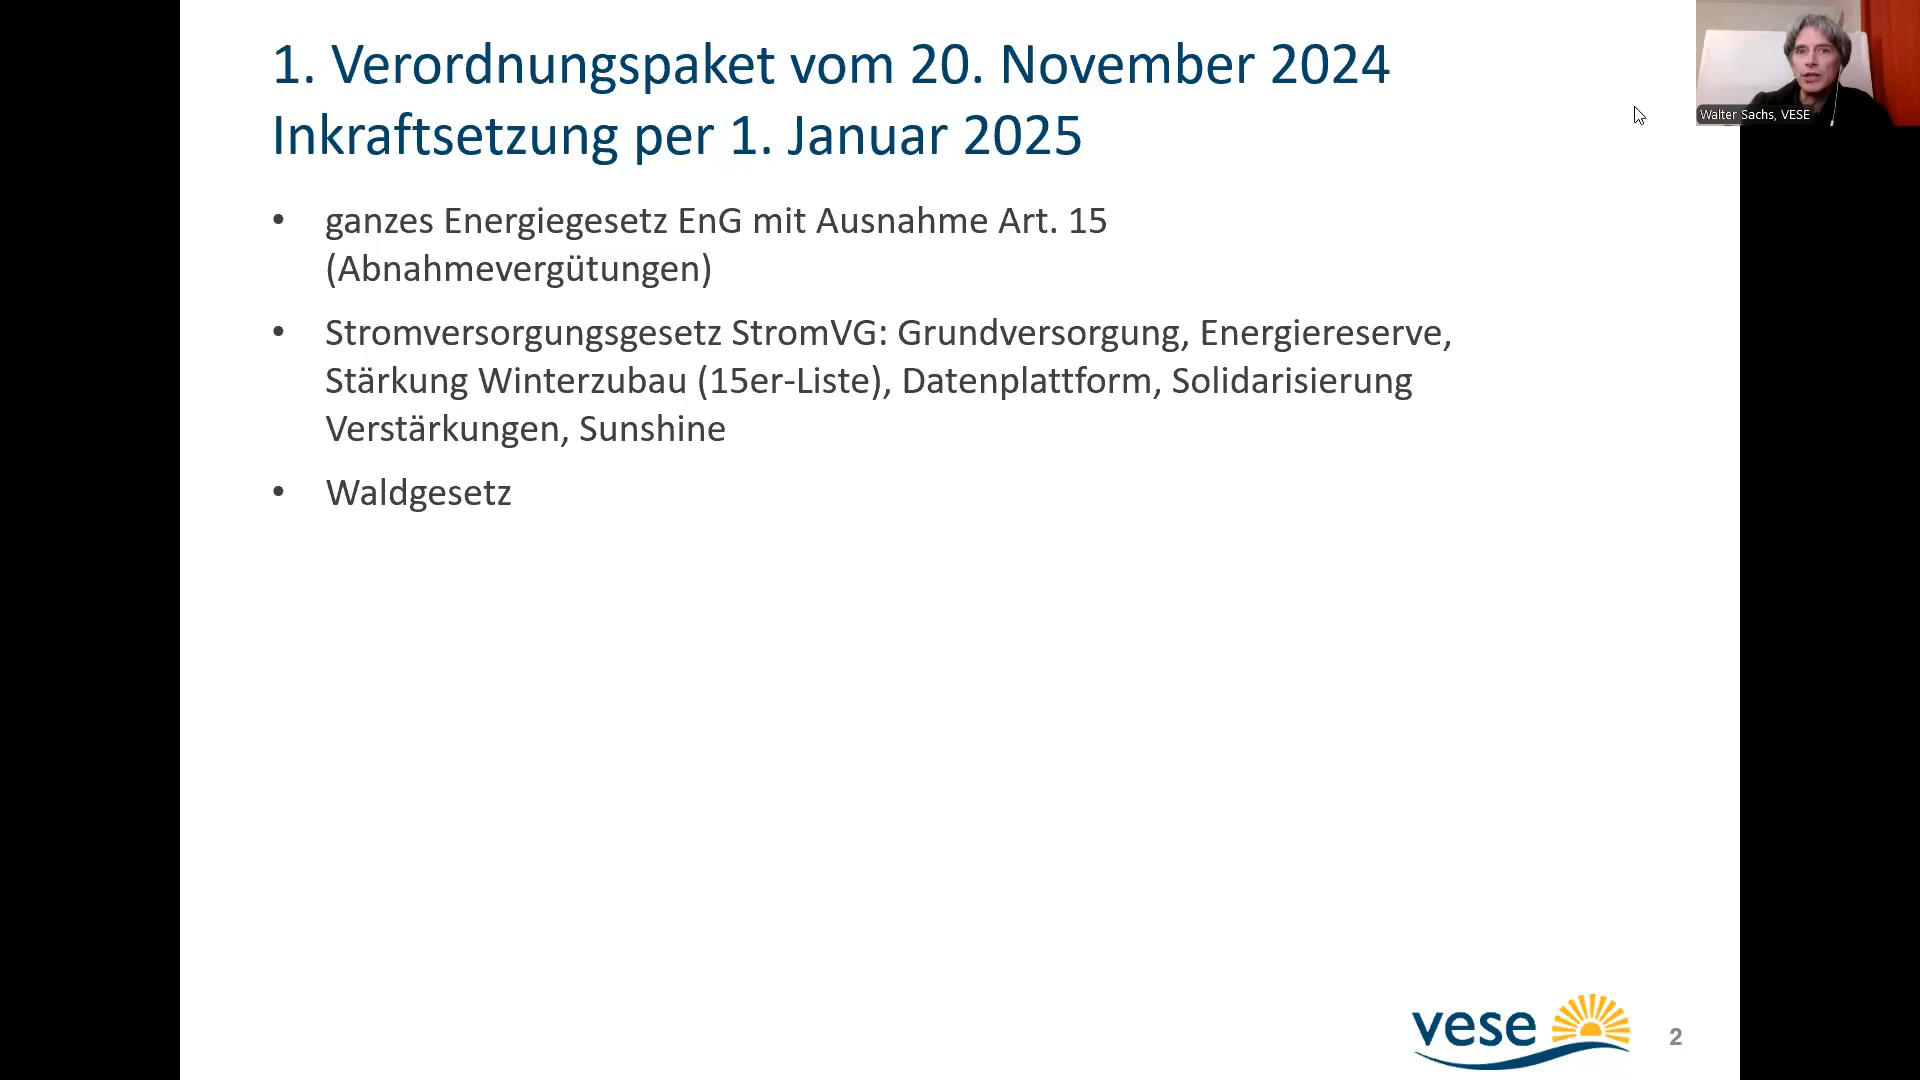 1. Verordnungspaket vom 20. November 2024
Inkraftsetzung per 1. Januar 2025
• ganzes Energiegesetz EnG mit Ausnahme Art. 15
(Abnahmevergütungen)
• Stromversorgungsgesetz StromVG: Grundversorgung, Energiereserve,
Stärkung Winterzubau (15er-Liste), Datenplattform, Solidarisierung
Verstärkungen, Sunshine
• Waldgesetz
Walter Sachs, VESE
vese
2